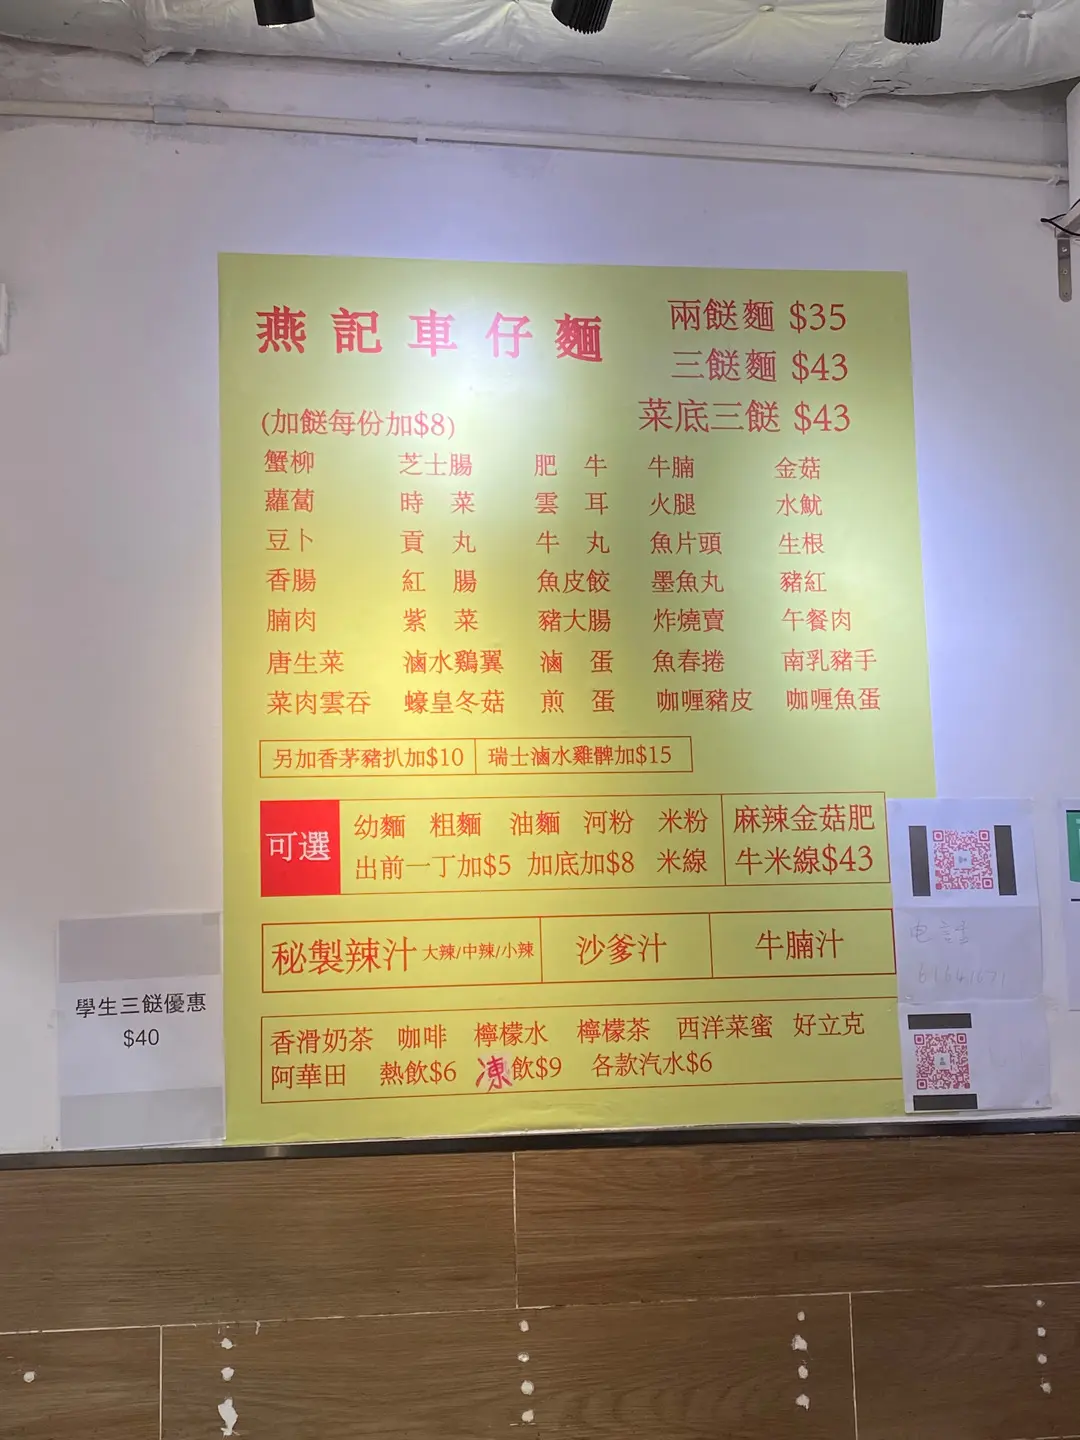 燕記車仔麵
兩餸麵 $35
三餸麵 $43
菜底三餸 $43
(加餸每份加$8)
蟹柳 芝士腸 肥牛 牛腩 金菇
蘿蔔 時菜 雲耳 火腿 水魷
豆卜 貢丸 牛丸 魚片頭 生根
香腸 紅腸 魚皮餃 墨魚丸 豬紅
腩肉 紫菜 豬大腸 炸燒賣 午餐肉
唐生菜 滷水鷄翼 滷蛋 魚春捲 南乳豬手
菜肉雲吞 蠔皇冬菇 煎蛋 咖喱豬皮 咖喱魚蛋
另加香茅豬扒加$10 瑞士滷水雞髀加$15
可選
幼麵 粗麵 油麵 河粉 米粉
出前一丁加$5 加底加$8 米線
麻辣金菇肥
牛米線$43
秘製辣汁 大辣/中辣/小辣 沙爹汁 牛腩汁
香滑奶茶 咖啡 檸檬水 檸檬茶 西洋菜蜜 好立克
阿華田 熱飲$6 凍飲$9 各款汽水$6
學生三餸優惠
$40
电話